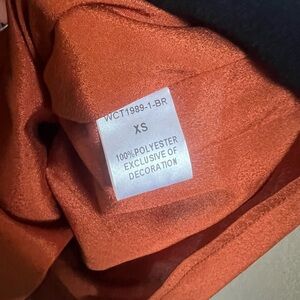 WCT1989-1-BR
XS
100%POLYESTER
EXCLUSIVE OF
DECORATION